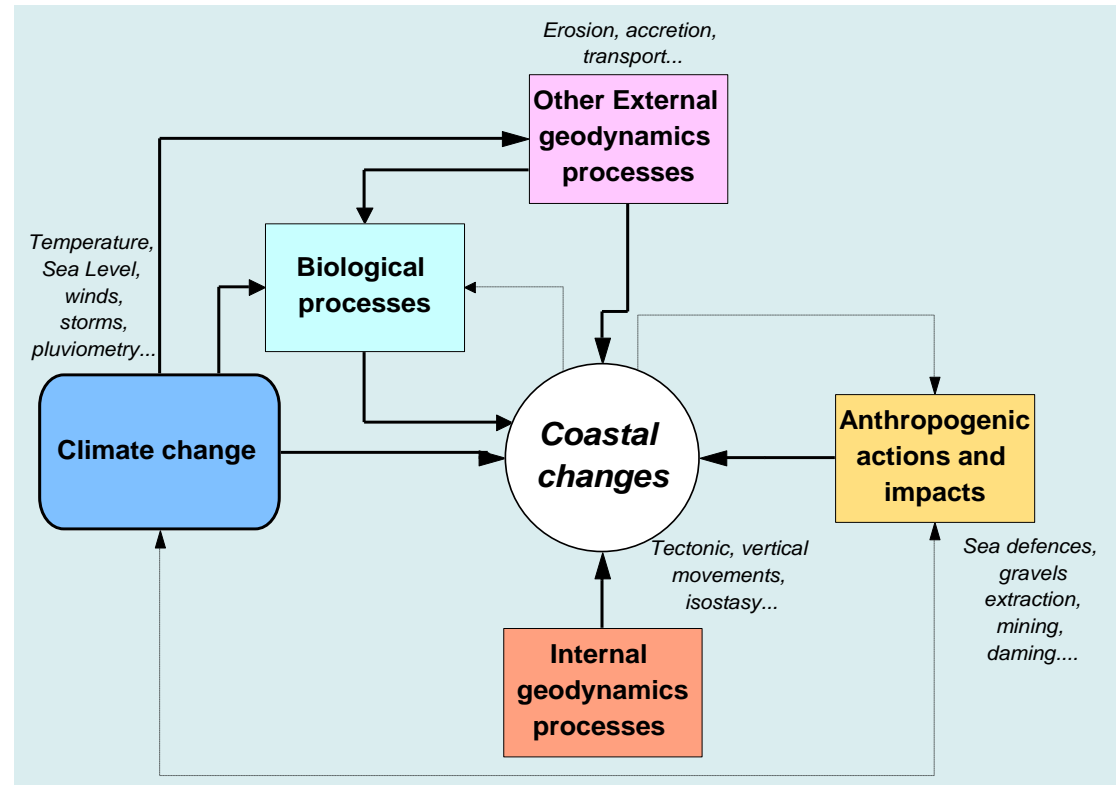 Erosion, accretion,
transport...
Other External
geodynamics
processes
Temperature,
Sea Level,
winds,
storms,
pluviometry...
Biological
processes
Climate change
Coastal
changes
Anthropogenic
actions and
impacts
Tectonic, vertical
movements,
isostasy...
Sea defences,
gravels
extraction,
mining,
daming....
Internal
geodynamics
processes